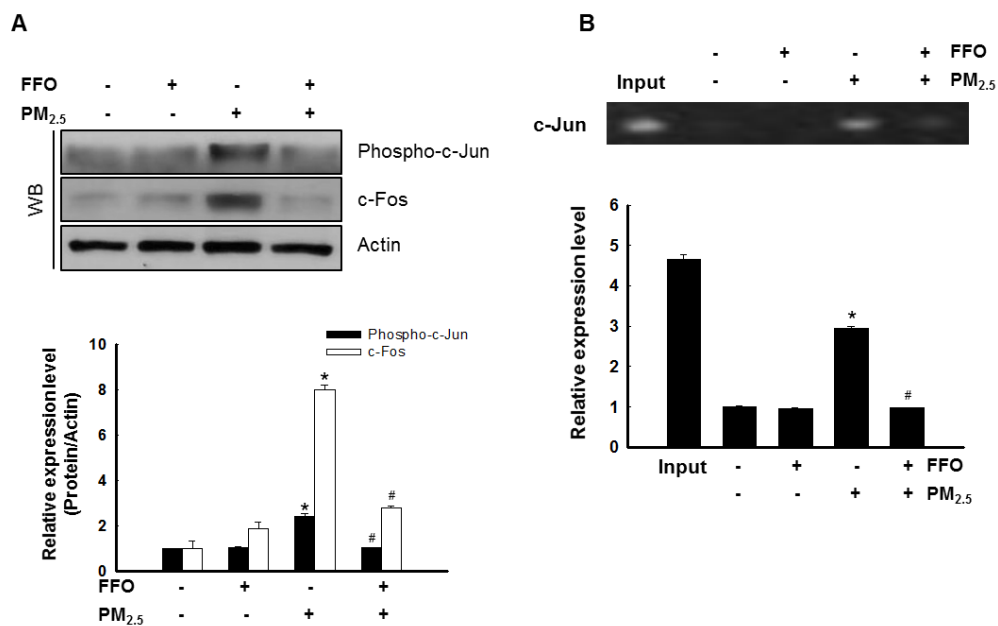 A
FFO - + - +
PM2.5 - - + +
WB
Phospho-c-Jun
c-Fos
Actin
Phospho-c-Jun
c-Fos
Relative expression level
(Protein/Actin)
10
8
6
4
2
0
*
*
#
#
FFO - + - +
PM2.5 - - + +
B
- + - + FFO
Input - - + + PM2.5
c-Jun
Relative expression level
6
5
4
3
2
1
0
*
#
Input - + - + FFO
- - + + PM2.5